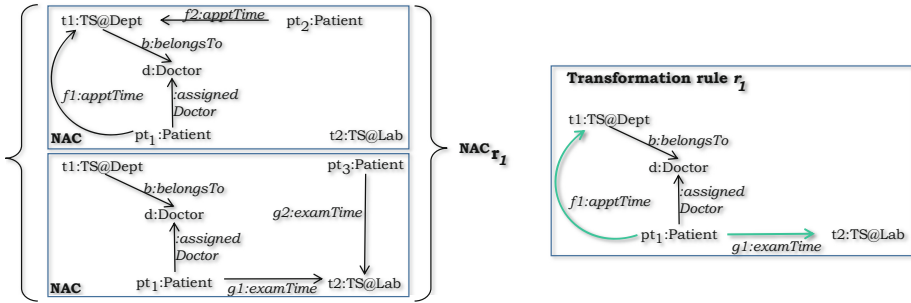 t1:TS@Dept
f2:apptTime
pt2:Patient
b:belongsTo
d:Doctor
f1:apptTime
:assigned
Doctor
NAC
pt1:Patient
t2:TS@Lab
t1:TS@Dept
pt3:Patient
b:belongsTo
d:Doctor
g2:examTime
:assigned
Doctor
NAC
pt1:Patient
g1:examTime
t2:TS@Lab
NAC r1
Transformation rule r1
t1:TS@Dept
b:belongsTo
d:Doctor
f1:apptTime
:assigned
Doctor
pt1:Patient
g1:examTime
t2:TS@Lab